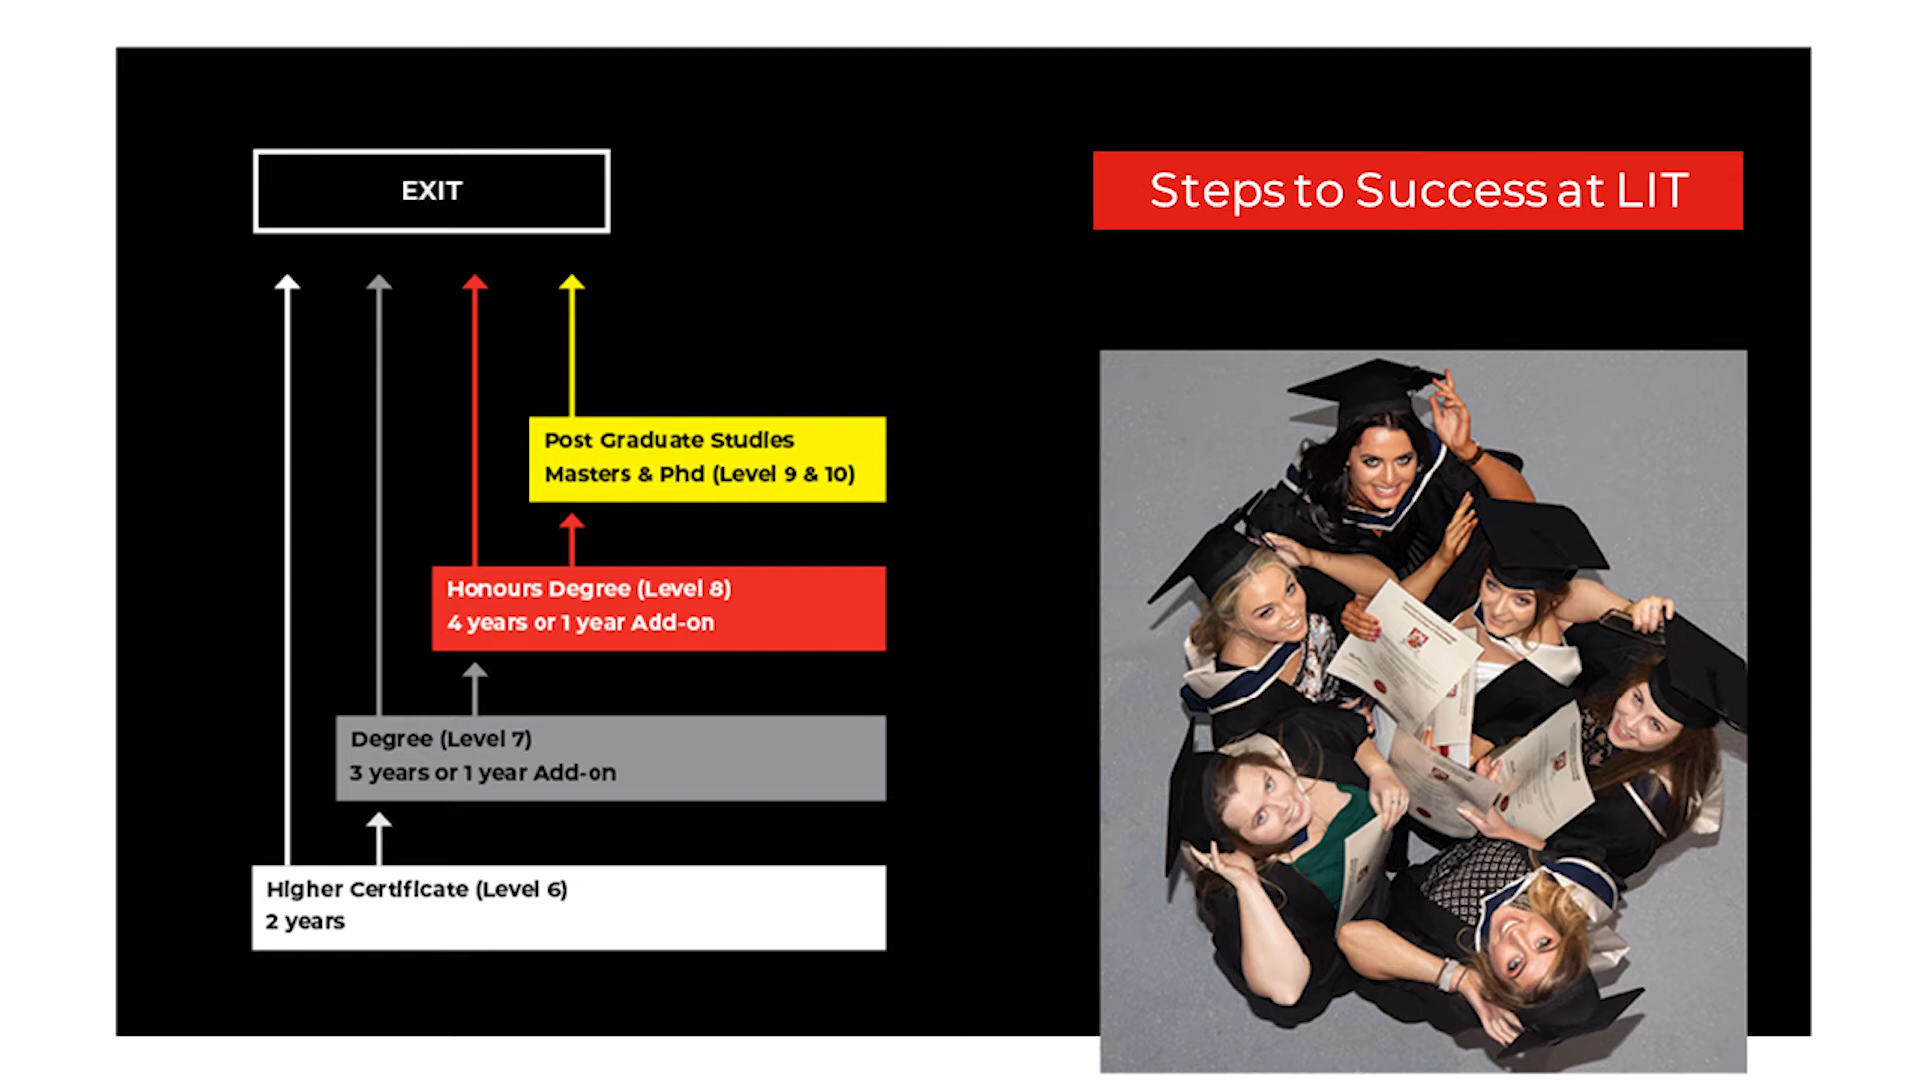 EXIT
Steps to Success at LIT
Post Graduate Studies
Masters & Phd (Level 9 & 10)
Honours Degree (Level 8)
4 years or 1 year Add-on
Degree (Level 7)
3 years or 1 year Add-on
Higher Certificate (Level 6)
2 years